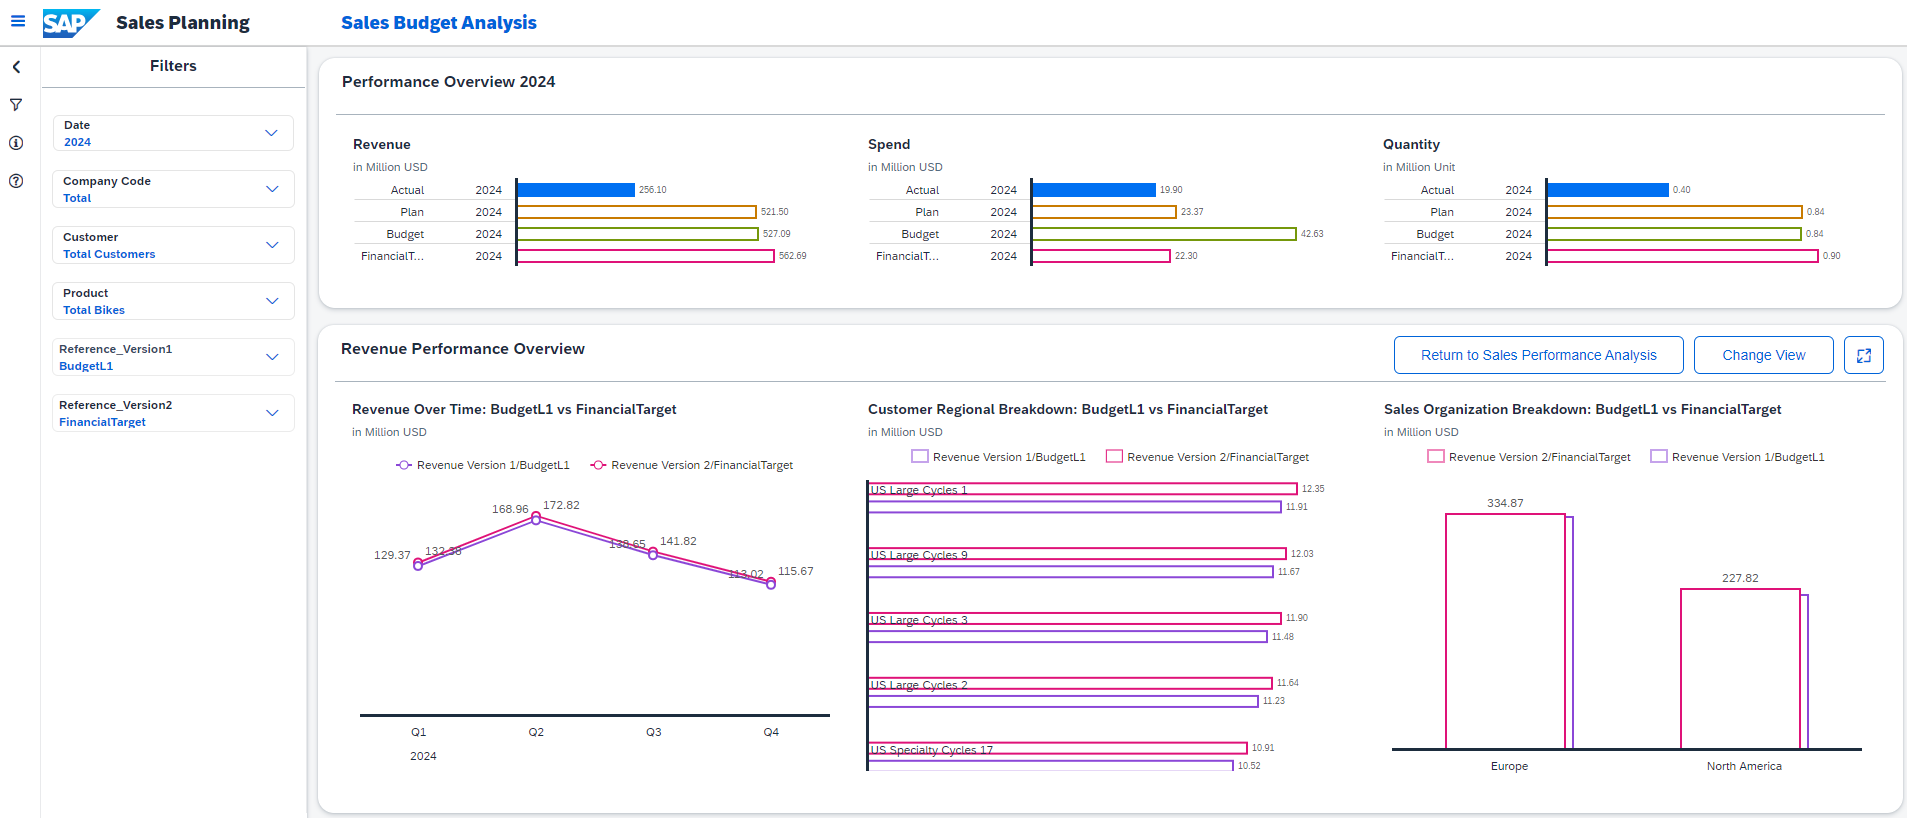 SAP Sales Planning
Sales Budget Analysis
Filters
Date
2024
Company Code
Total
Customer
Total Customers
Product
Total Bikes
Reference_Version1
BudgetL1
Reference_Version2
FinancialTarget
Performance Overview 2024
Revenue
in Million USD
Actual 2024 256.10
Plan 2024 521.50
Budget 2024 527.09
FinancialT... 2024 562.69
Spend
in Million USD
Actual 2024 19.90
Plan 2024 23.37
Budget 2024 42.63
FinancialT... 2024 22.30
Quantity
in Million Unit
Actual 2024 0.40
Plan 2024 0.84
Budget 2024 0.84
FinancialT... 2024 0.90
Revenue Performance Overview
Return to Sales Performance Analysis
Change View
Revenue Over Time: BudgetL1 vs FinancialTarget
in Million USD
Revenue Version 1/BudgetL1 Revenue Version 2/FinancialTarget
168.96 172.82
129.37 132.38
138.65 141.82
113.02 115.67
Q1 Q2 Q3 Q4
2024
Customer Regional Breakdown: BudgetL1 vs FinancialTarget
in Million USD
Revenue Version 1/BudgetL1 Revenue Version 2/FinancialTarget
US Large Cycles 1 12.35
11.91
US Large Cycles 9 12.03
11.67
US Large Cycles 3 11.90
11.48
US Large Cycles 2 11.64
11.23
US Specialty Cycles 17 10.91
10.52
Sales Organization Breakdown: BudgetL1 vs FinancialTarget
in Million USD
Revenue Version 2/FinancialTarget Revenue Version 1/BudgetL1
334.87
227.82
Europe North America